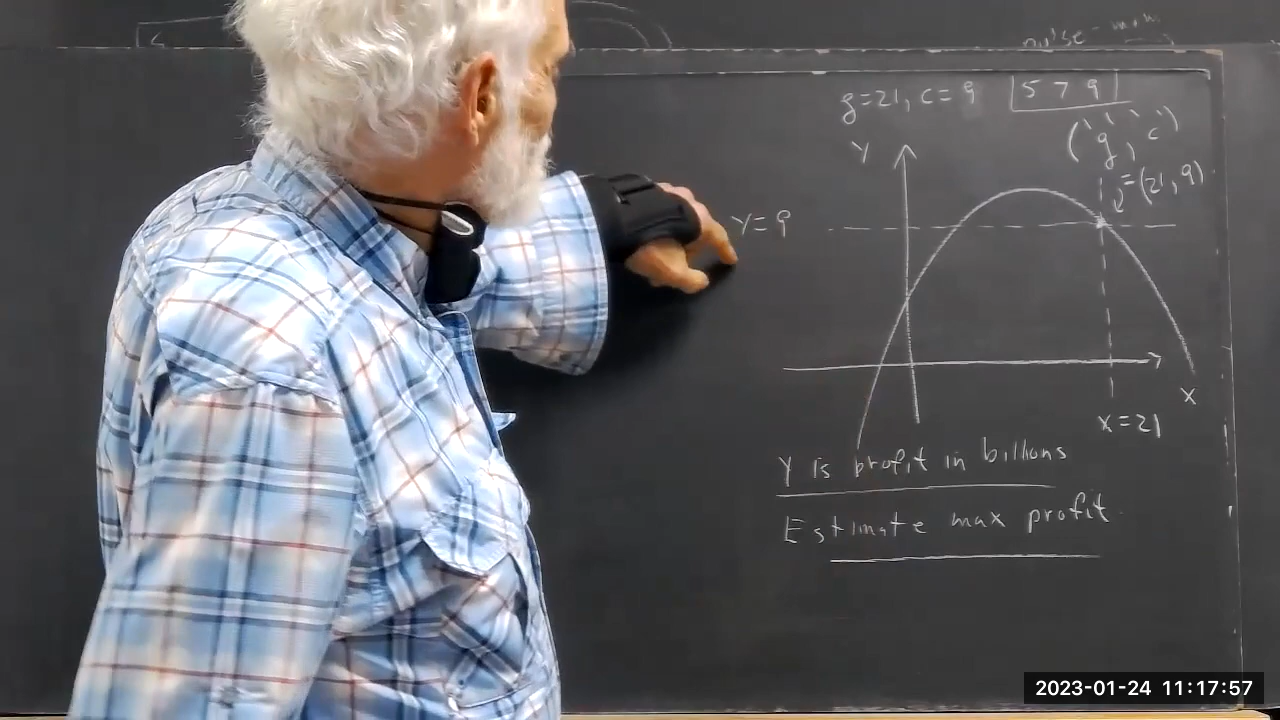 g=21, c=9 5 7 9
(g, c)
Y
=(21, 9)
Y=9
X
X=21
Y is profit in billions
Estimate max profit
2023-01-24 11:17:57